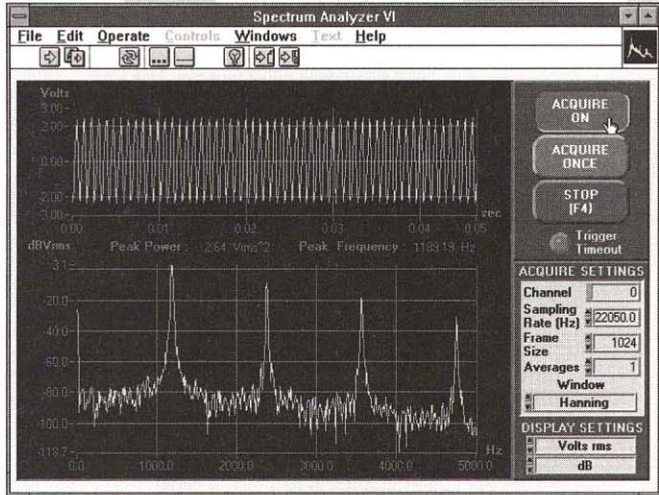 Spectrum Analyzer VI
File Edit Operate Controls Windows Text Help
Volts
3.00
2.00
0.00
-2.00
-3.00
0.00 0.01 0.02 0.03 0.04 0.05
sec
dBVrms Peak Power: 2.64 Vrms^2 Peak Frequency: 1189.19 Hz
3.1
-20.0
-40.0
-60.0
-80.0
-100.0
-118.7
0.0 1000.0 2000.0 3000.0 4000.0 5000.0
Hz
ACQUIRE
ON
ACQUIRE
ONCE
STOP
(F4)
Trigger
Timeout
ACQUIRE SETTINGS
Channel 0
Sampling
Rate (Hz) 22050.0
Frame
Size 1024
Averages 1
Window
Hanning
DISPLAY SETTINGS
Volts rms
dB